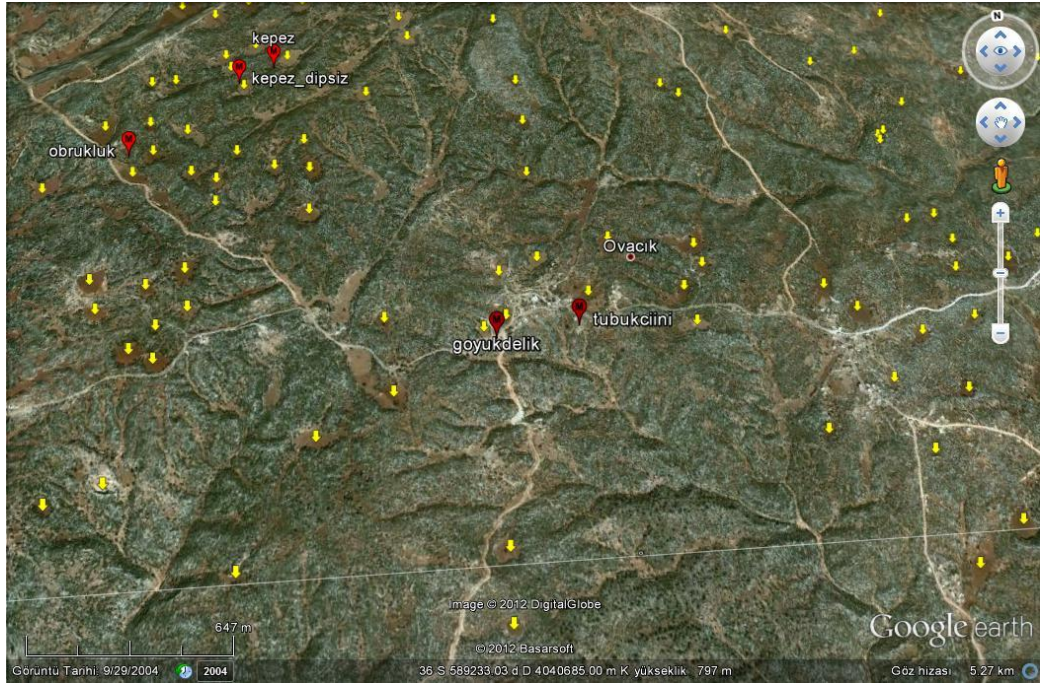 N
kepez
kepez_dipsiz
obrukluk
Ovacık
tubukciini
goyukdelik
Image © 2012 DigitalGlobe
647 m
Google earth
© 2012 Basarsoft
Görüntü Tarihi: 9/29/2004
2004
36 S 589233.03 d D 4040685.00 m K yükseklik 797 m
Göz hizası 5.27 km